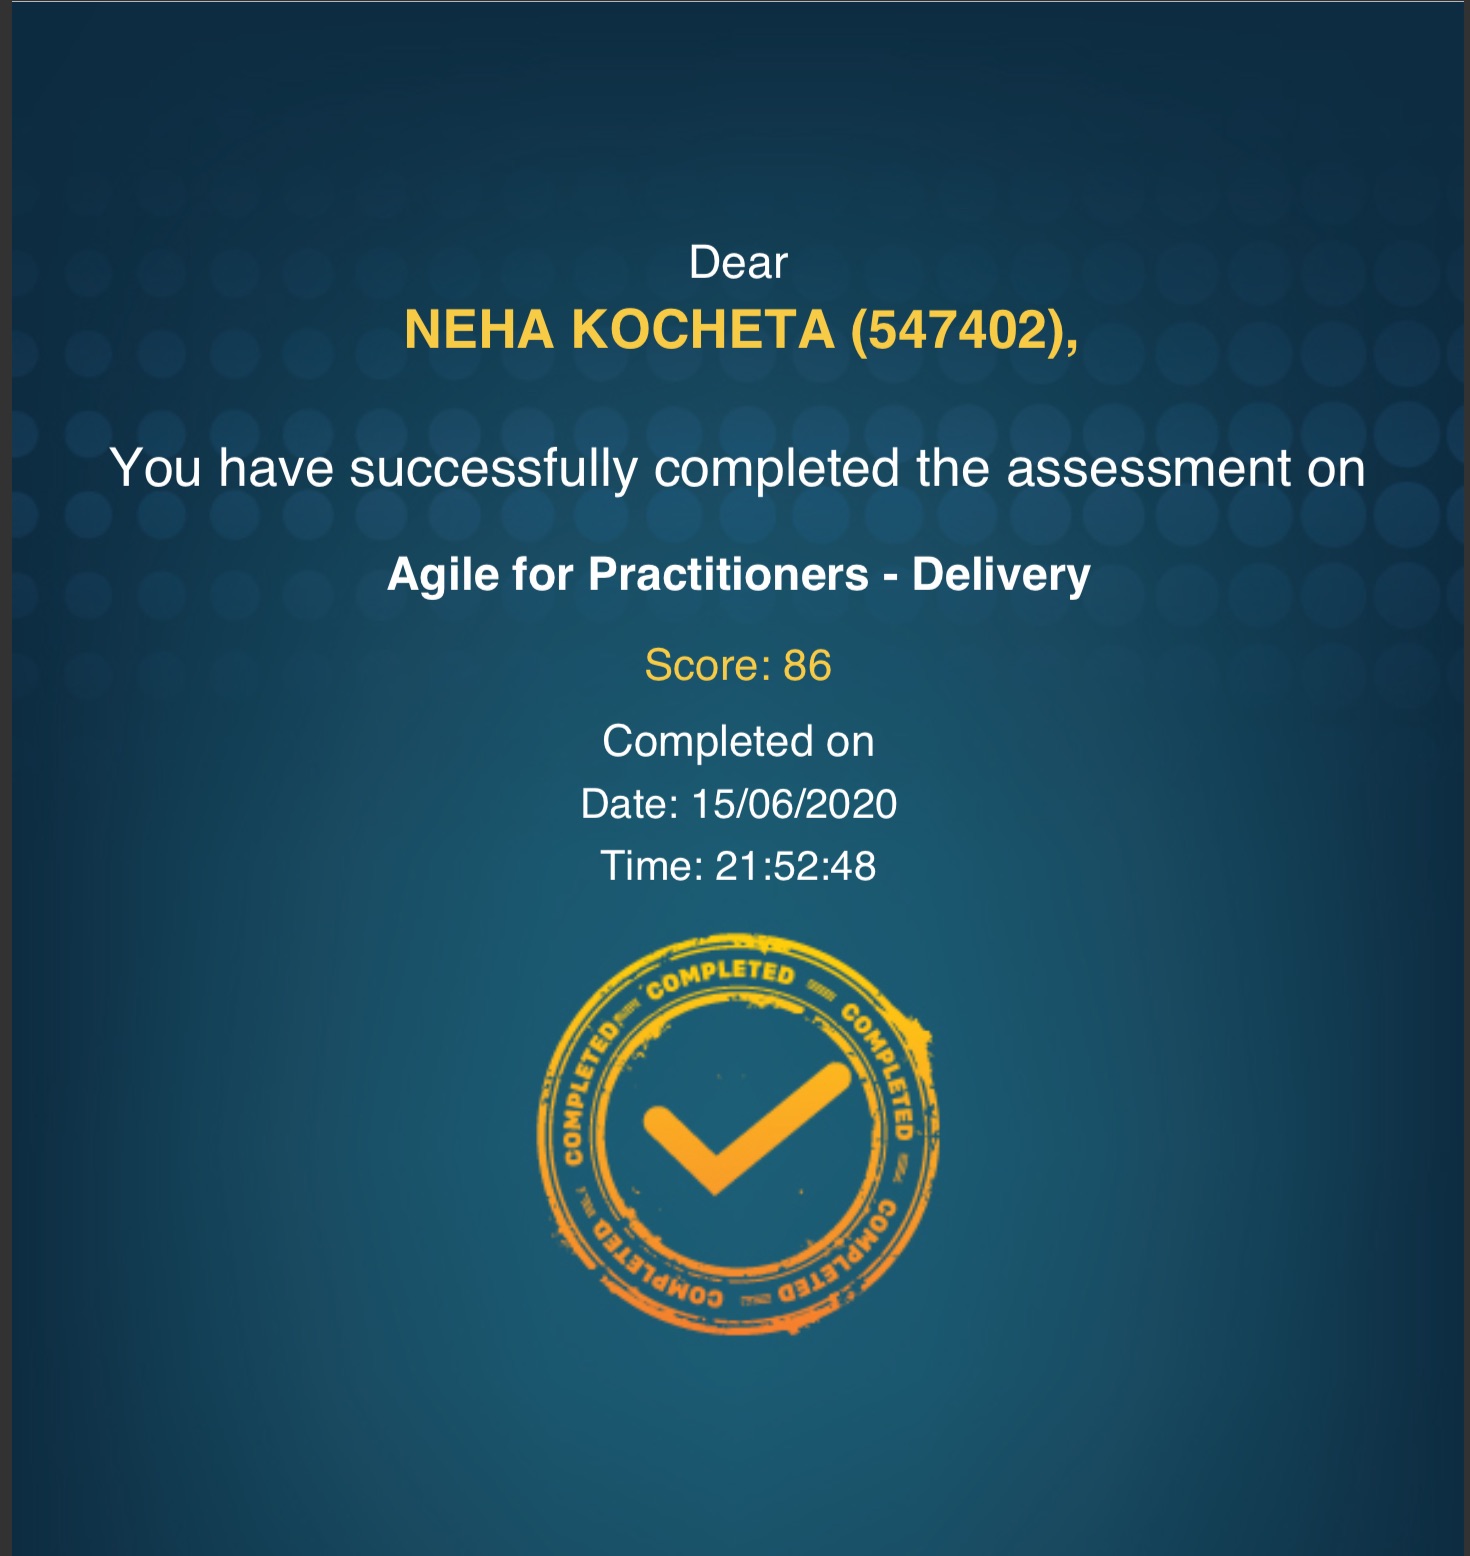 Dear
NEHA KOCHETA (547402),
You have successfully completed the assessment on
Agile for Practitioners - Delivery
Score: 86
Completed on
Date: 15/06/2020
Time: 21:52:48
COMPLETED
COMPLETED
COMPLETED
COMPLETED
COMPLETED